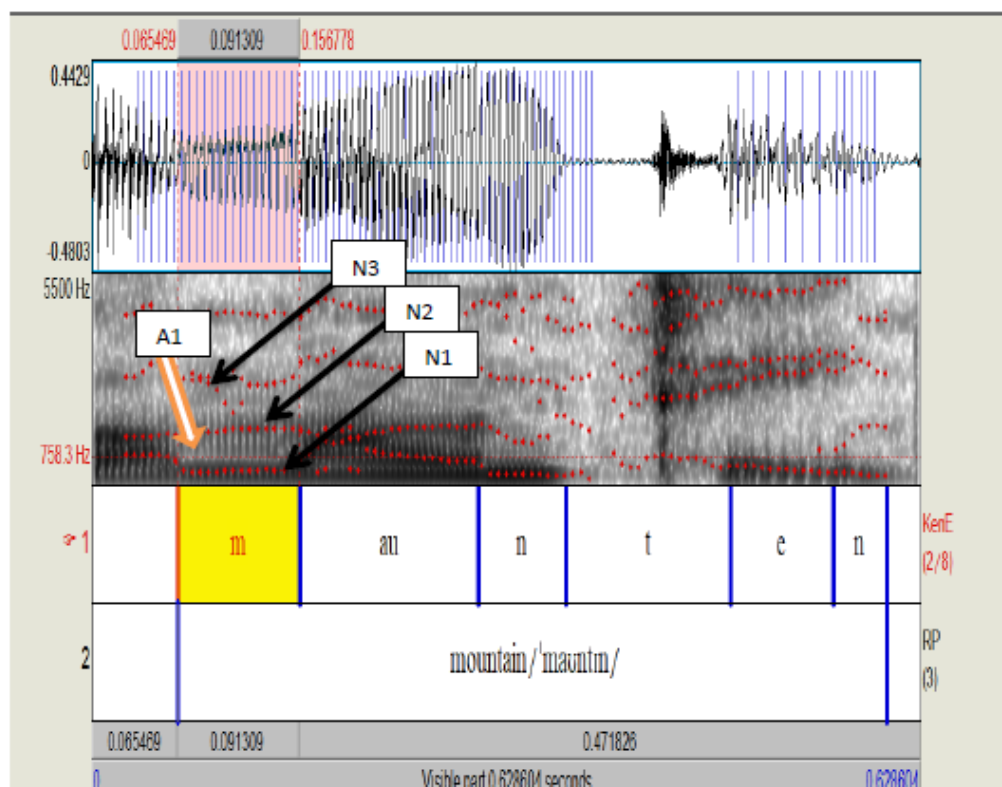 0.065469 0.091309 0.156778
0.4429
0
-0.4803
5500 Hz
N3
N2
A1
N1
758.3 Hz
☞ 1 m au n t e n KenE
(2/8)
2 mountain/ˈmaʊntɪn/ RP
(3)
0.065469 0.091309 0.471826
0 Visible part 0.628604 seconds 0.628604